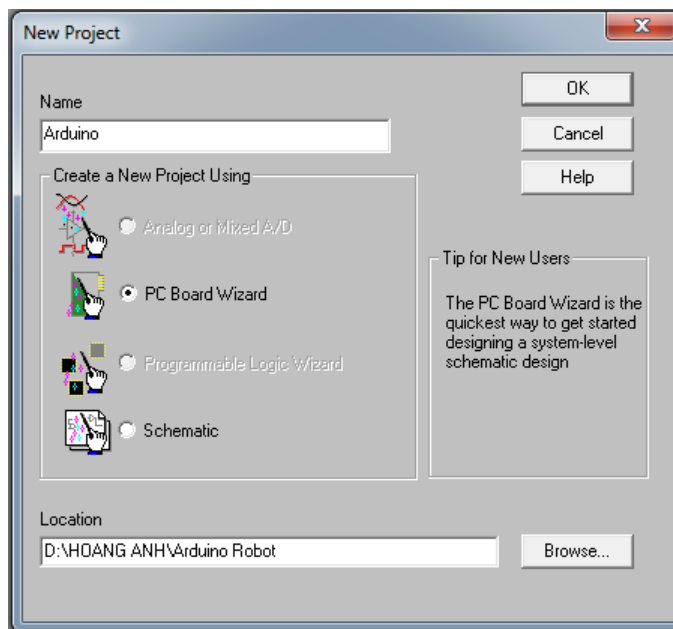 New Project
Name
Arduino
OK
Cancel
Help
Create a New Project Using
Analog or Mixed A/D
PC Board Wizard
Programmable Logic Wizard
Schematic
Tip for New Users
The PC Board Wizard is the
quickest way to get started
designing a system-level
schematic design
Location
D:\HOANG ANH\Arduino Robot
Browse...